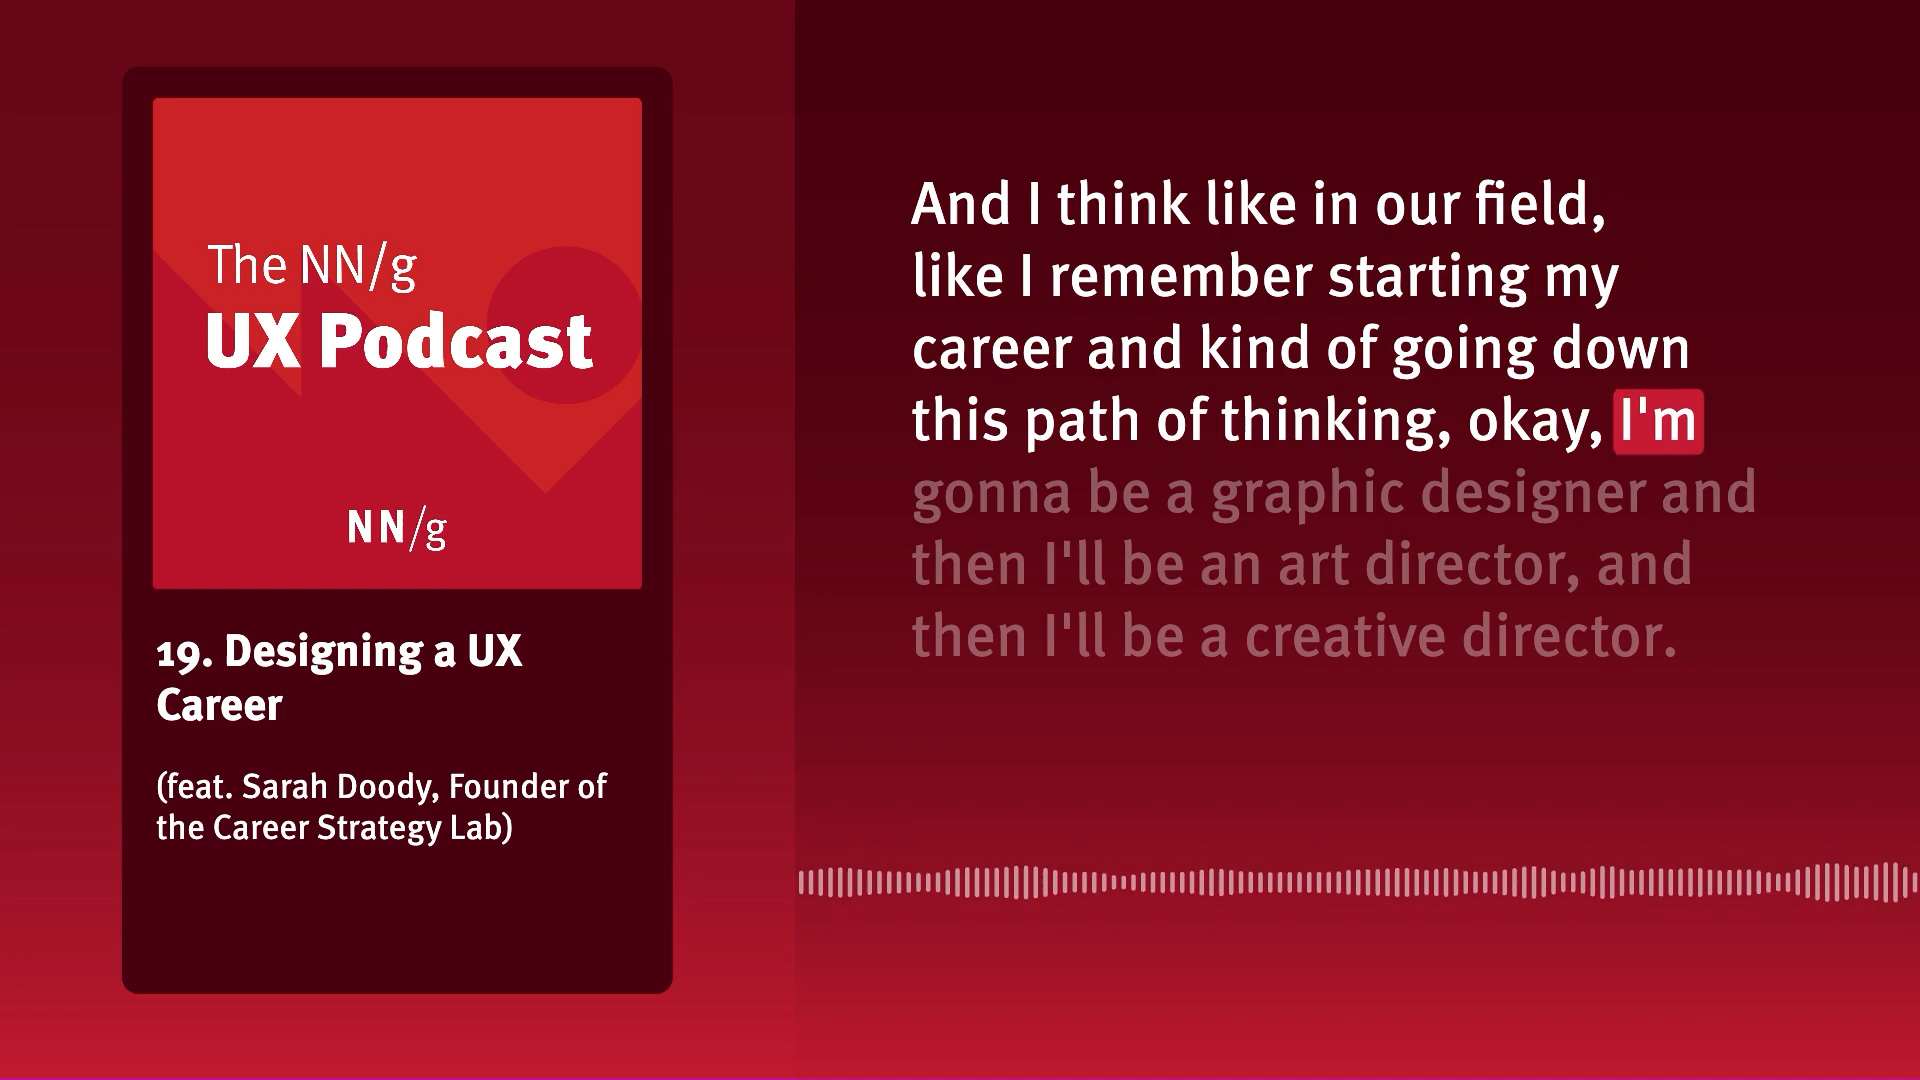 The NN/g
UX Podcast
NN/g
19. Designing a UX
Career
(feat. Sarah Doody, Founder of
the Career Strategy Lab)
And I think like in our field,
like I remember starting my
career and kind of going down
this path of thinking, okay, I'm
gonna be a graphic designer and
then I'll be an art director, and
then I'll be a creative director.